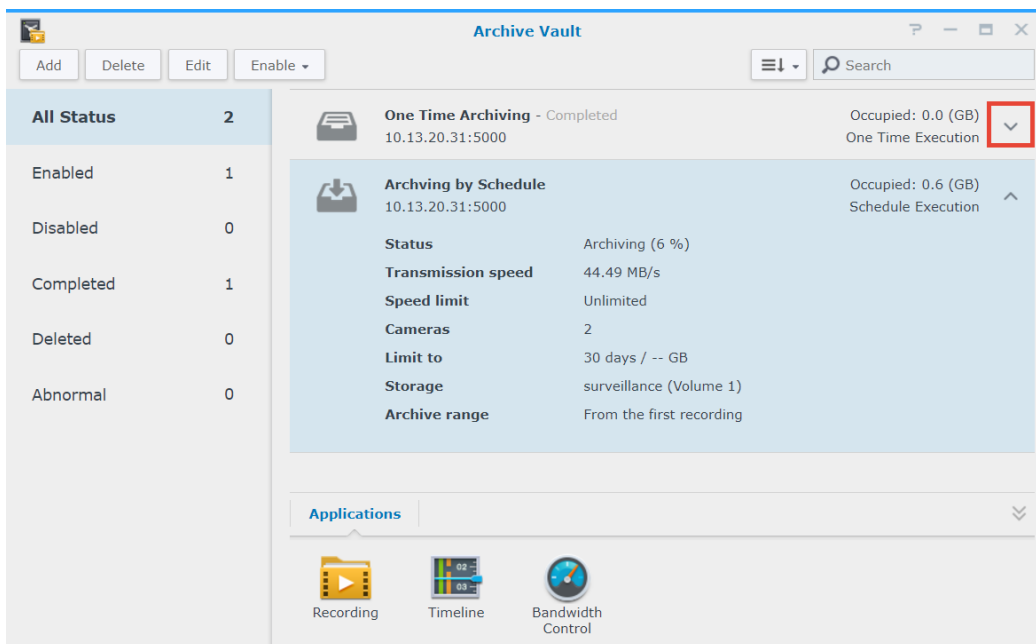 Archive Vault
Add Delete Edit Enable Search
All Status 2
Enabled 1
Disabled 0
Completed 1
Deleted 0
Abnormal 0
One Time Archiving - Completed Occupied: 0.0 (GB)
10.13.20.31:5000 One Time Execution
Archving by Schedule Occupied: 0.6 (GB)
10.13.20.31:5000 Schedule Execution
Status Archiving (6 %)
Transmission speed 44.49 MB/s
Speed limit Unlimited
Cameras 2
Limit to 30 days / -- GB
Storage surveillance (Volume 1)
Archive range From the first recording
Applications
02
03
Recording Timeline Bandwidth
Control